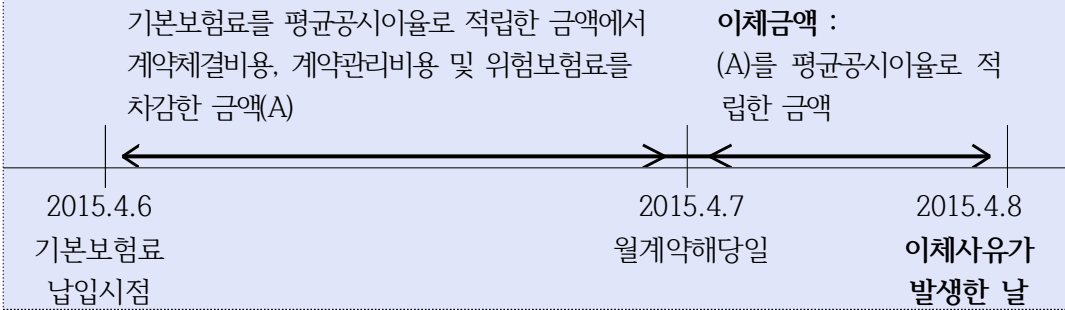 기본보험료를 평균공시이율로 적립한 금액에서
계약체결비용, 계약관리비용 및 위험보험료를
차감한 금액(A)
이체금액 :
(A)를 평균공시이율로 적
립한 금액
2015.4.6
기본보험료
납입시점
2015.4.7
월계약해당일
2015.4.8
이체사유가
발생한 날